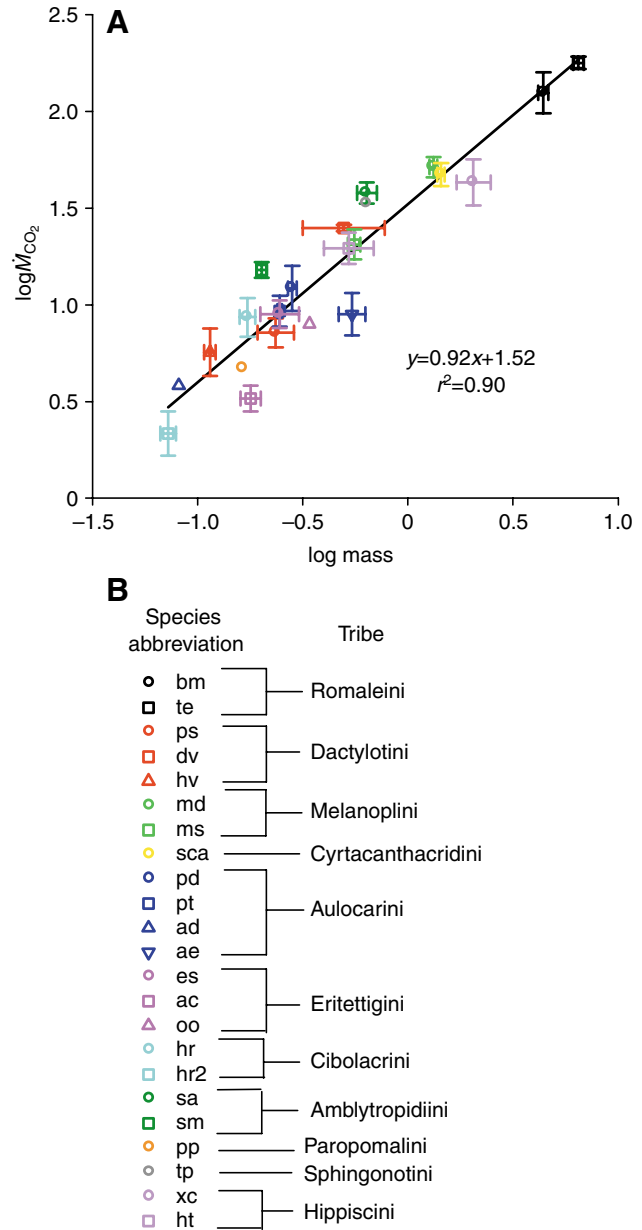 A
2.5
2.0
1.5
1.0
0.5
0
logṀCO₂
−1.5
−1.0
−0.5
0
0.5
1.0
log mass
y=0.92x+1.52
r²=0.90
B
Species
abbreviation
Tribe
bm
te
Romaleini
ps
dv
hv
Dactylotini
md
ms
Melanoplini
sca
Cyrtacanthacridini
pd
pt
ad
ae
Aulocarini
es
ac
oo
Eritettigini
hr
hr2
Cibolacrini
sa
sm
Amblytropidiini
pp
Paropomalini
tp
Sphingonotini
xc
ht
Hippiscini